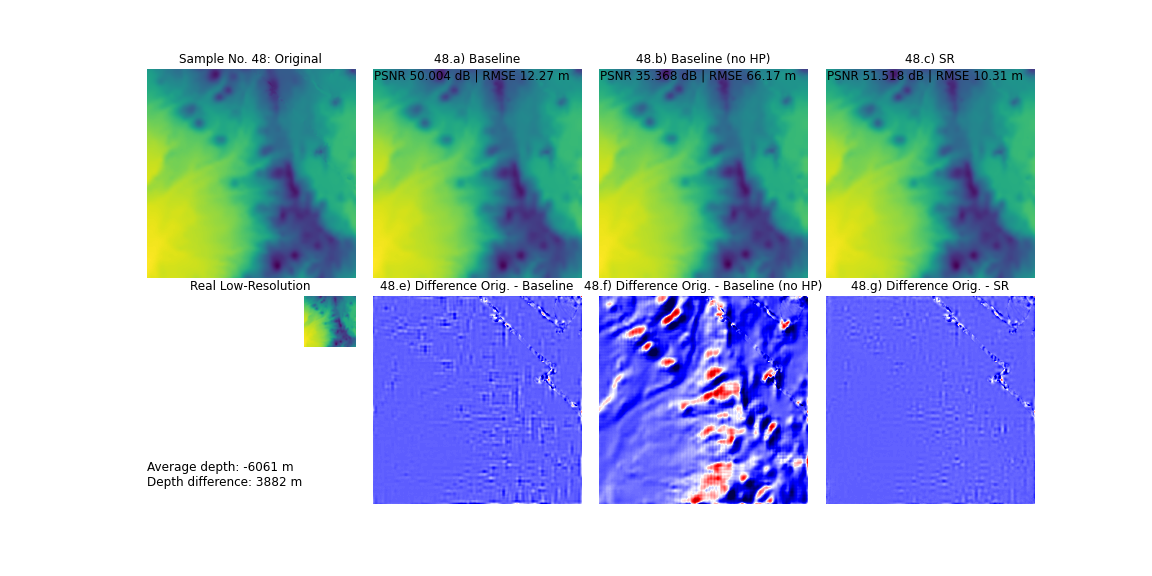 Sample No. 48: Original
48.a) Baseline
48.b) Baseline (no HP)
48.c) SR
PSNR 50.004 dB | RMSE 12.27 m
PSNR 35.368 dB | RMSE 66.17 m
PSNR 51.518 dB | RMSE 10.31 m
Real Low-Resolution
48.e) Difference Orig. - Baseline
48.f) Difference Orig. - Baseline (no HP)
48.g) Difference Orig. - SR
Average depth: -6061 m
Depth difference: 3882 m